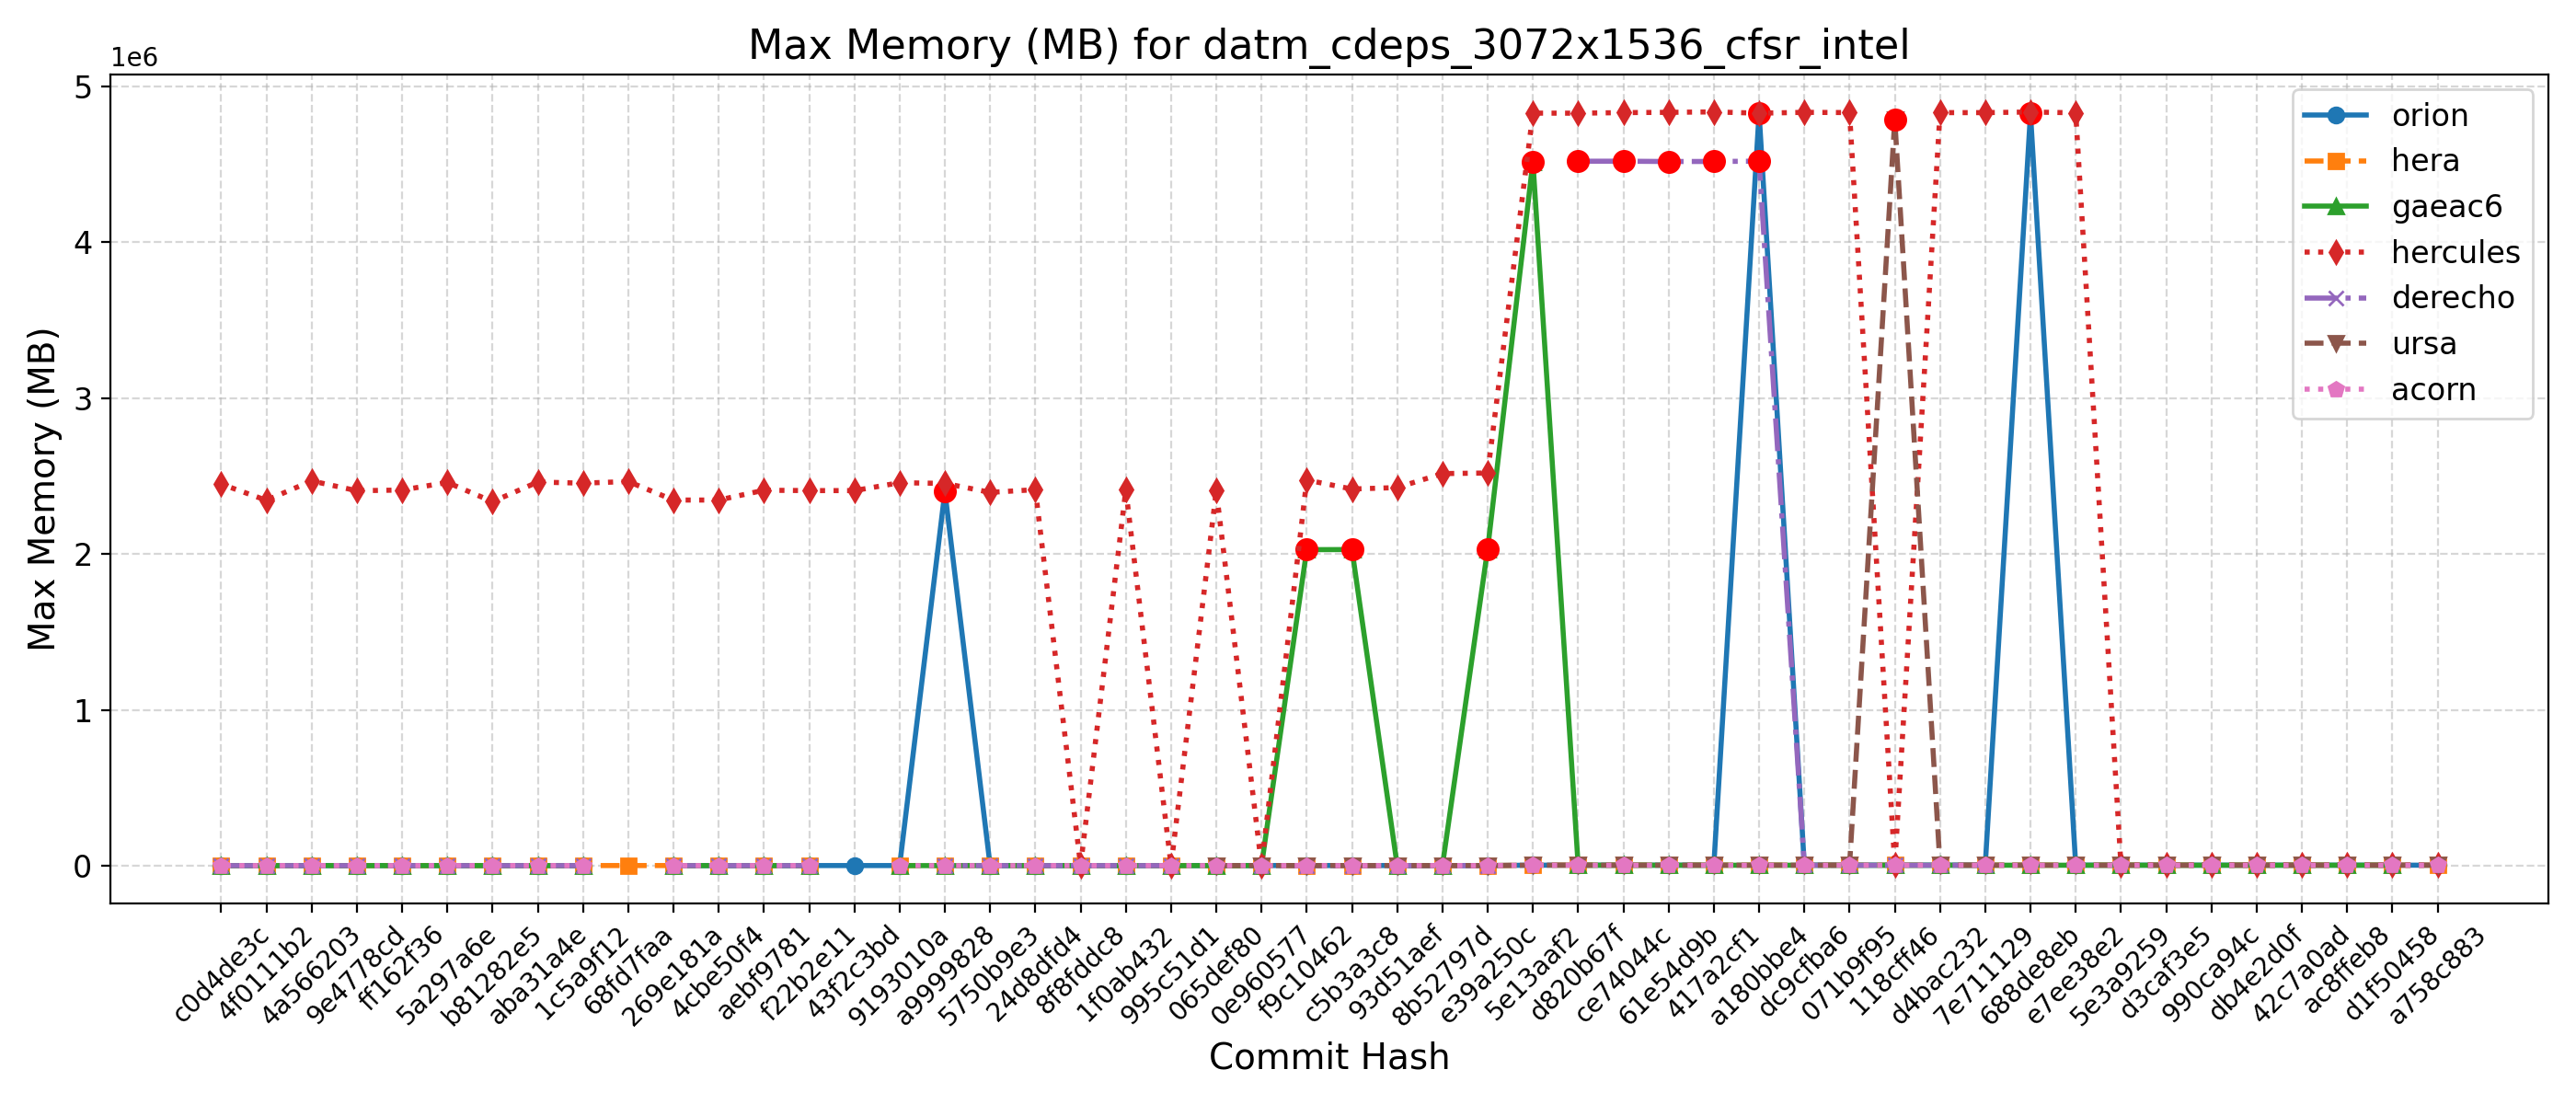 Max Memory (MB) for datm_cdeps_3072x1536_cfsr_intel
1e6
5
4
3
2
1
0
Max Memory (MB)
orion
hera
gaeac6
hercules
derecho
ursa
acorn
c0d4de3c
4f0111b2
4a566203
9e4778cd
ff162f36
5a297a6e
b81282e5
aba31a4e
1c5a9f12
68fd7faa
269e181a
4cbe50f4
aebf9781
f22b2e11
43f2c3bd
9193010a
a9999828
5750b9e3
24d8dfd4
8f8fddc8
1f0ab432
995c51d1
065def80
0e960577
f9c10462
c5b3a3c8
93d51aef
8b52797d
e39a250c
5e13aaf2
d820b67f
ce74044c
61e54d9b
417a2cf1
a180bbe4
dc9cfba6
071b9f95
118cff46
d4bac232
7e711129
688de8eb
e7ee38e2
5e3a9259
d3caf3e5
990ca94c
db4e2d0f
42c7a0ad
ac8ffeb8
d1f50458
a758c883
Commit Hash